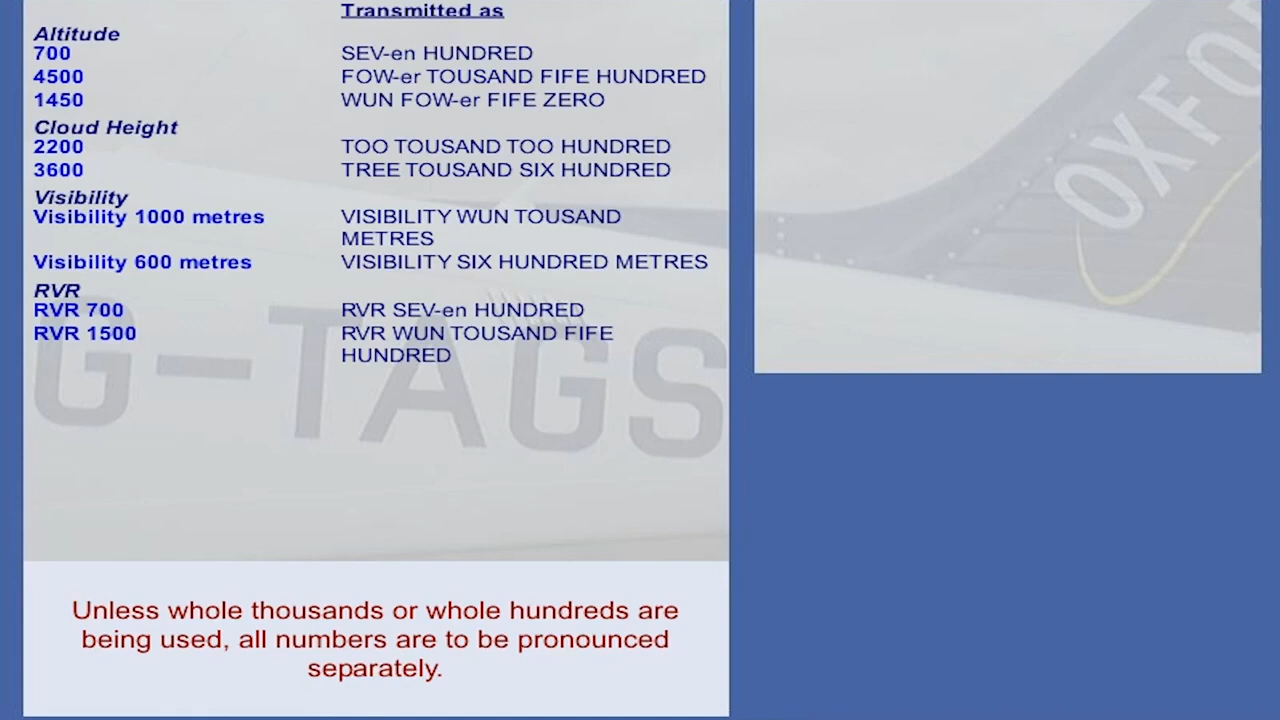 Transmitted as
Altitude
700 SEV-en HUNDRED
4500 FOW-er TOUSAND FIFE HUNDRED
1450 WUN FOW-er FIFE ZERO
Cloud Height
2200 TOO TOUSAND TOO HUNDRED
3600 TREE TOUSAND SIX HUNDRED
Visibility
Visibility 1000 metres VISIBILITY WUN TOUSAND
METRES
Visibility 600 metres VISIBILITY SIX HUNDRED METRES
RVR
RVR 700 RVR SEV-en HUNDRED
RVR 1500 RVR WUN TOUSAND FIFE
HUNDRED
G-TAGS
Unless whole thousands or whole hundreds are
being used, all numbers are to be pronounced
separately.
OXFO